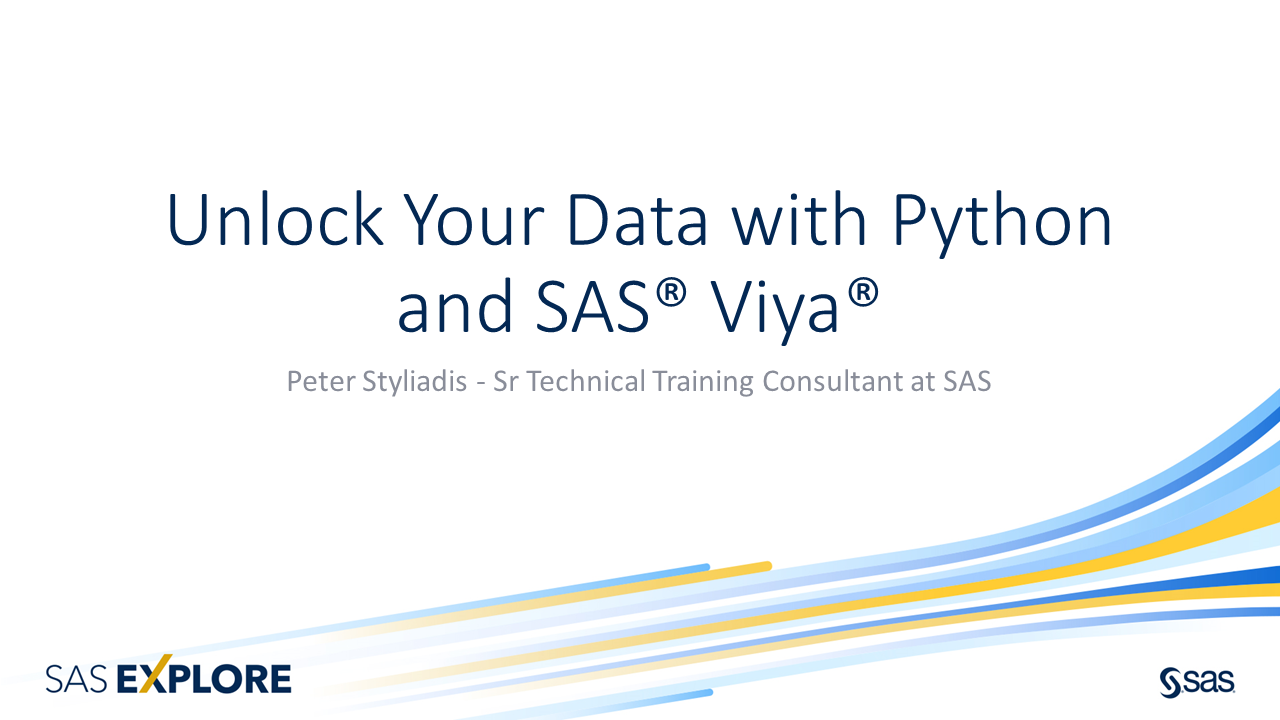 Unlock Your Data with Python
and SAS® Viya®
Peter Styliadis - Sr Technical Training Consultant at SAS
SAS EXPLORE
sas